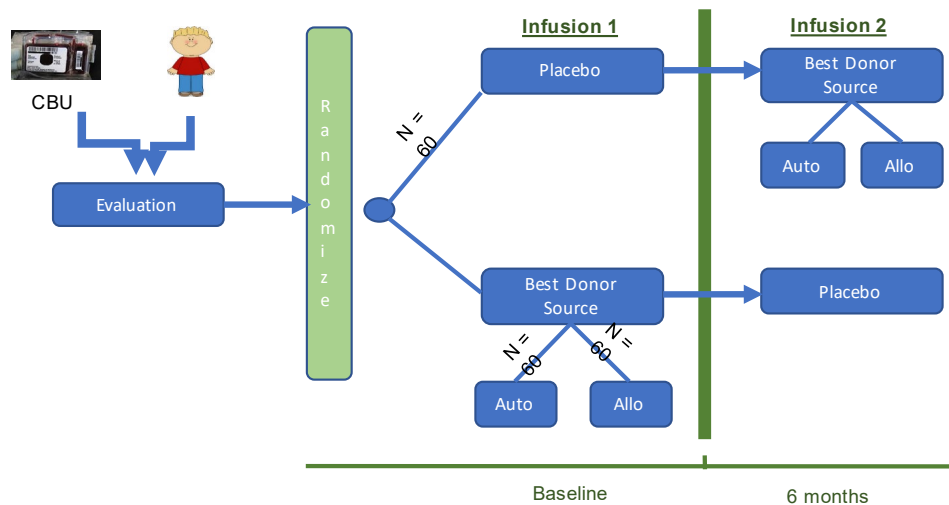 CBU
Evaluation
Randomize
Infusion 1
Placebo
N =
60
Best Donor
Source
N =
60
N =
60
Auto
Allo
Infusion 2
Best Donor
Source
Auto
Allo
Placebo
Baseline
6 months